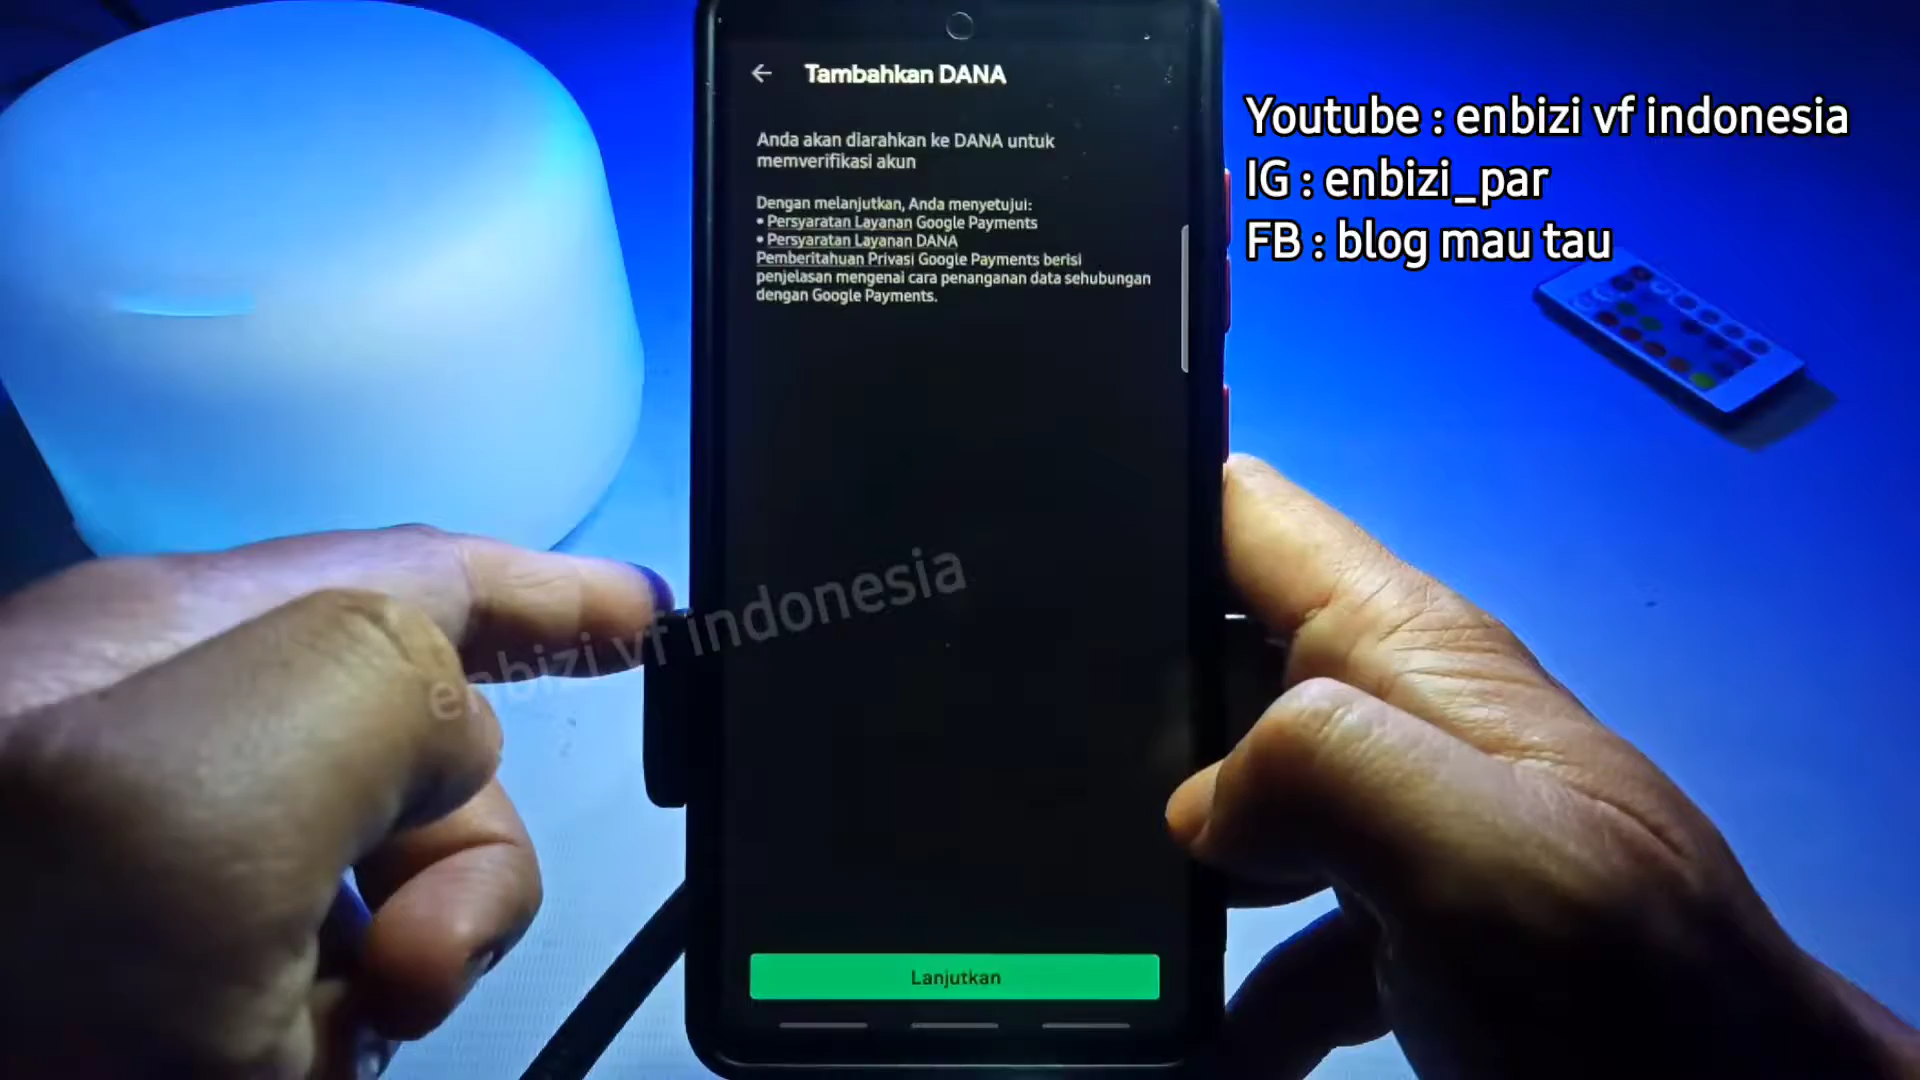 Tambahkan DANA
Anda akan diarahkan ke DANA untuk
memverifikasi akun
Dengan melanjutkan, Anda menyetujui:
• Persyaratan Layanan Google Payments
• Persyaratan Layanan DANA
Pemberitahuan Privasi Google Payments berisi
penjelasan mengenai cara penanganan data sehubungan
dengan Google Payments.
Lanjutkan
Youtube : enbizi vf indonesia
IG : enbizi_par
FB : blog mau tau
enbizi vf indonesia